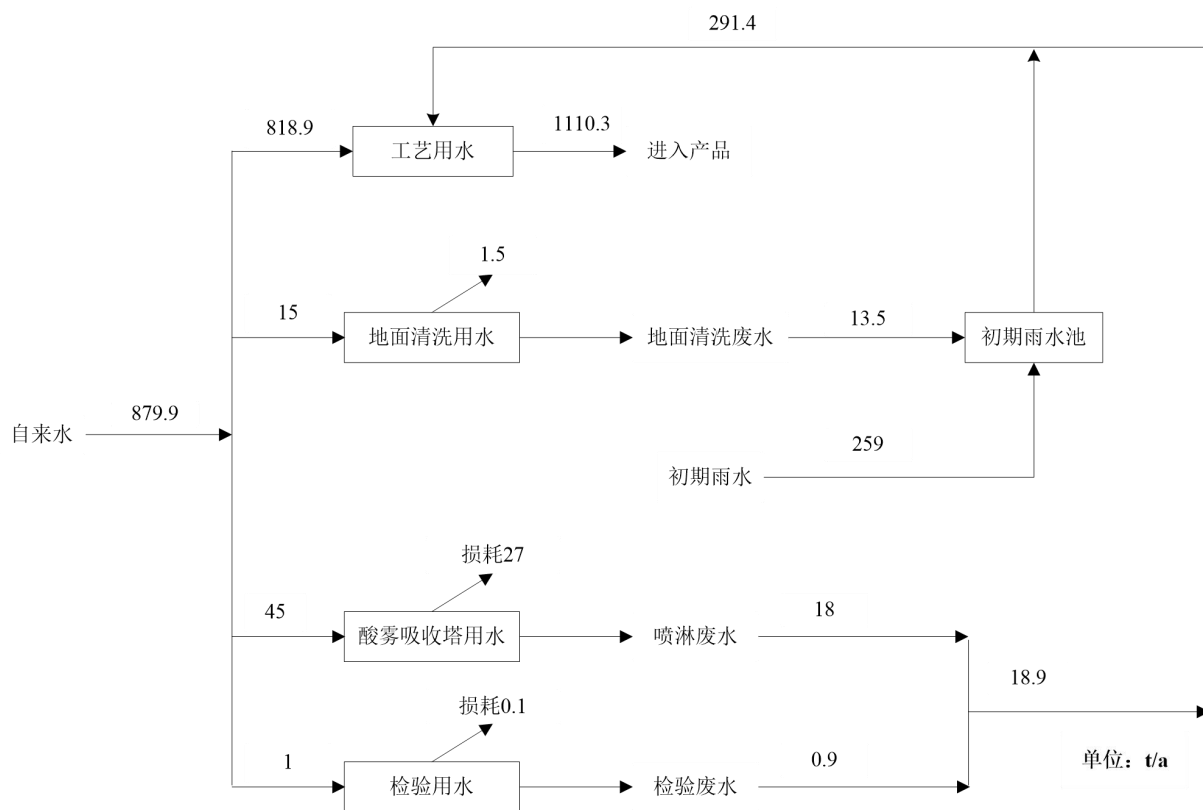 291.4
818.9
工艺用水
1110.3
进入产品
1.5
15
地面清洗用水
地面清洗废水
13.5
初期雨水池
自来水
879.9
初期雨水
259
损耗27
45
酸雾吸收塔用水
喷淋废水
18
18.9
损耗0.1
1
检验用水
检验废水
0.9
单位：t/a